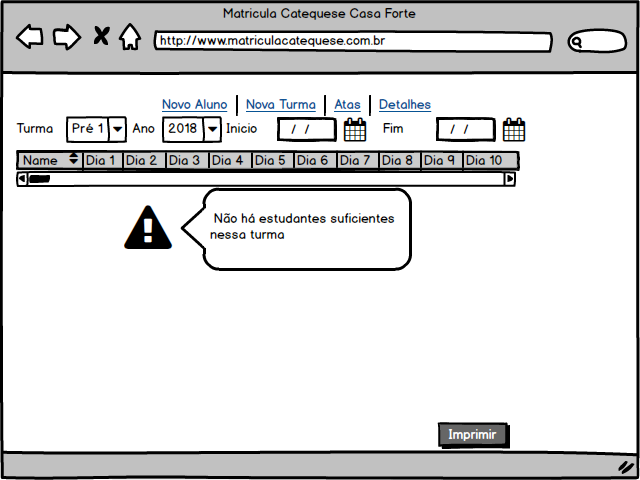 Matricula Catequese Casa Forte
http://www.matriculacatequese.com.br
Novo Aluno Nova Turma Atas Detalhes
Turma Pré 1 Ano 2018 Inicio / / Fim / /
Name Dia 1 Dia 2 Dia 3 Dia 4 Dia 5 Dia 6 Dia 7 Dia 8 Dia 9 Dia 10
Não há estudantes suficientes
nessa turma
Imprimir